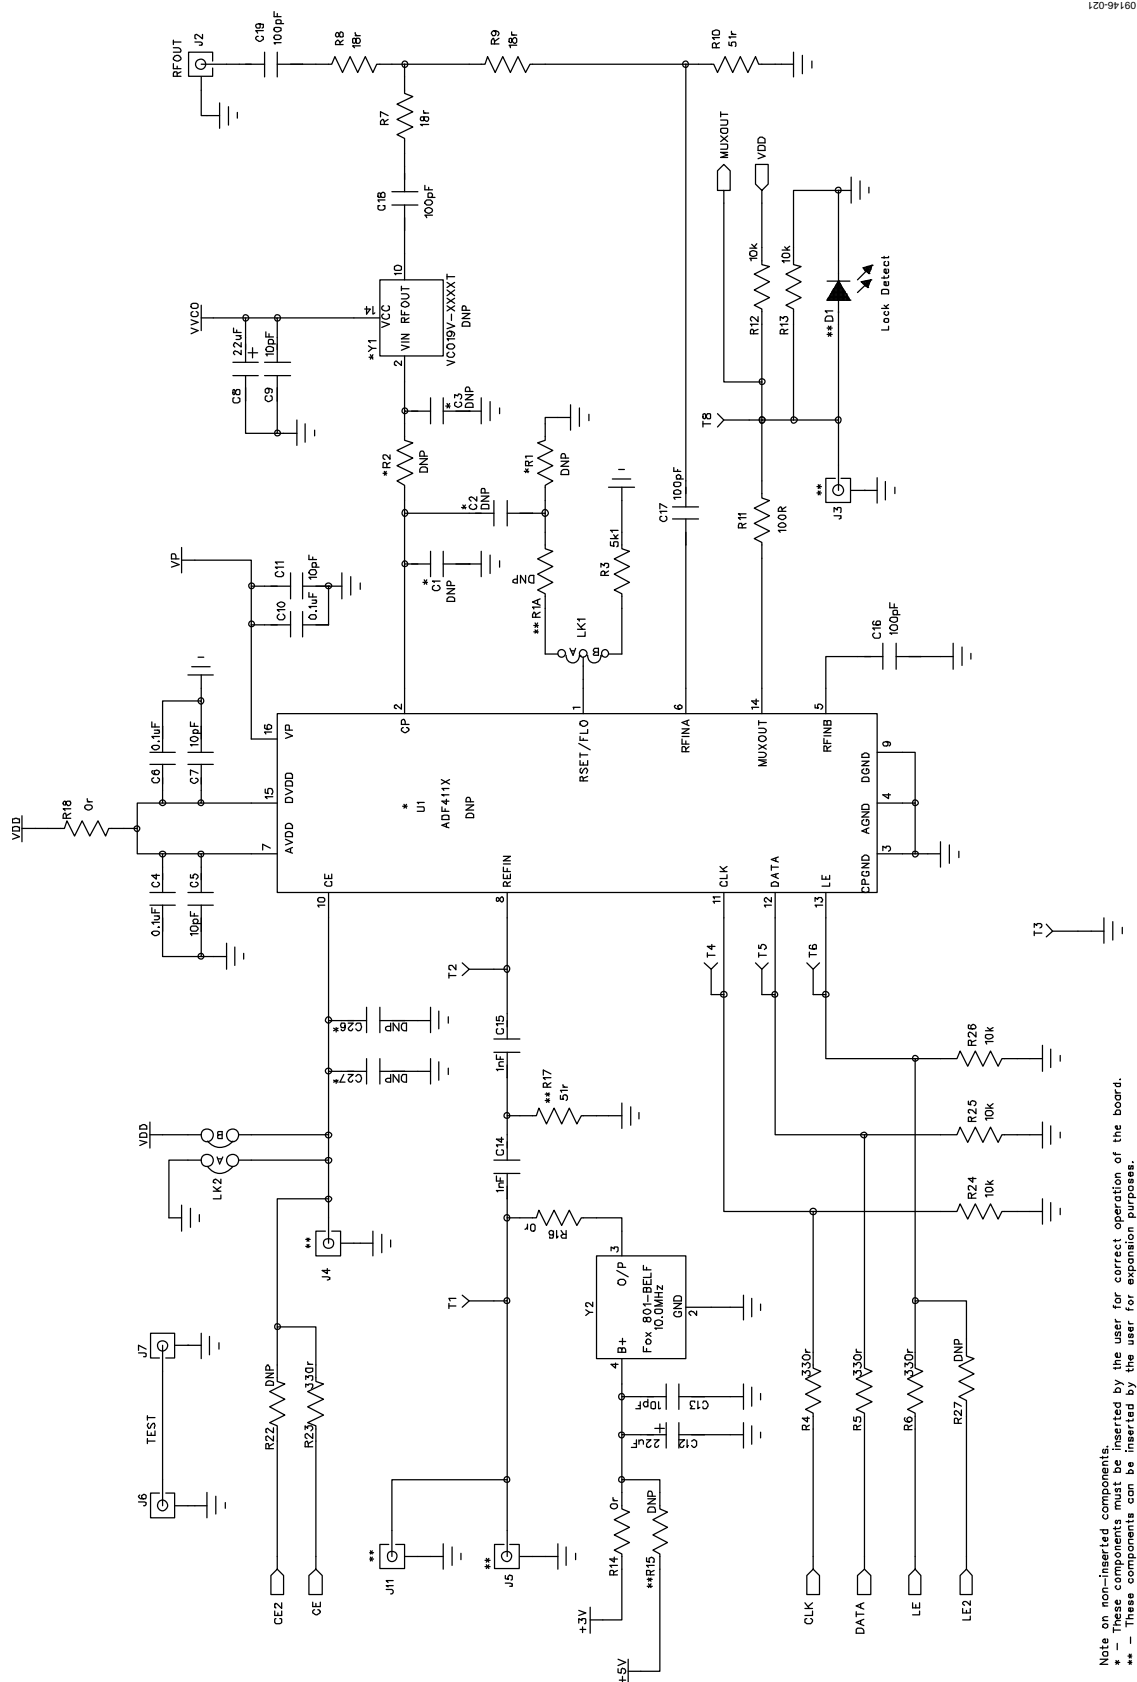 09146-021
RFOUT
J2
C19
100pF
R8
18r
R9
18r
R10
51r
R7
18r
C18
100pF
MUXOUT
VDD
VVCO
C8
22uF
+
C9
10pF
*Y1
14
VCC
VIN RFOUT
2
10
VCO19V-XXXXT
DNP
R12
10k
R13
10k
**D1
Lock Detect
T8
J3
**
*R2
DNP
*C3
DNP
*C2
DNP
*R1
DNP
*C1
DNP
**R1A
DNP
R3
5k1
LK1
A
B
C17
100pF
R11
100R
C16
100pF
VP
C11
10pF
C10
0.1uF
VDD
R18
0r
C6
0.1uF
C7
10pF
C4
0.1uF
C5
10pF
16
VP
15
DVDD
7
AVDD
2
CP
1
RSET/FLO
6
RFINA
14
MUXOUT
5
RFINB
*
U1
ADF411X
DNP
9
DGND
4
AGND
3
CPGND
10
CE
8
REFIN
11
CLK
12
DATA
13
LE
T4
T5
T6
T3
T2
C15
1nF
C14
1nF
**R17
51r
C26*
DNP
C27*
DNP
VDD
B
A
LK2
J4
**
T1
R16
0r
Y2
O/P
3
Fox 801-BELF
10.0MHz
B+
4
GND
2
C13
10pF
C12
22uF
+
R14
0r
**R15
DNP
+3V
+5V
J7
TEST
J6
R22
DNP
R23
330r
CE2
CE
J11
**
J5
**
R26
10k
R25
10k
R24
10k
R4
330r
R5
330r
R6
330r
R27
DNP
CLK
DATA
LE
LE2
Note on non-inserted components.
* - These components must be inserted by the user for correct operation of the board.
** - These components can be inserted by the user for expansion purposes.